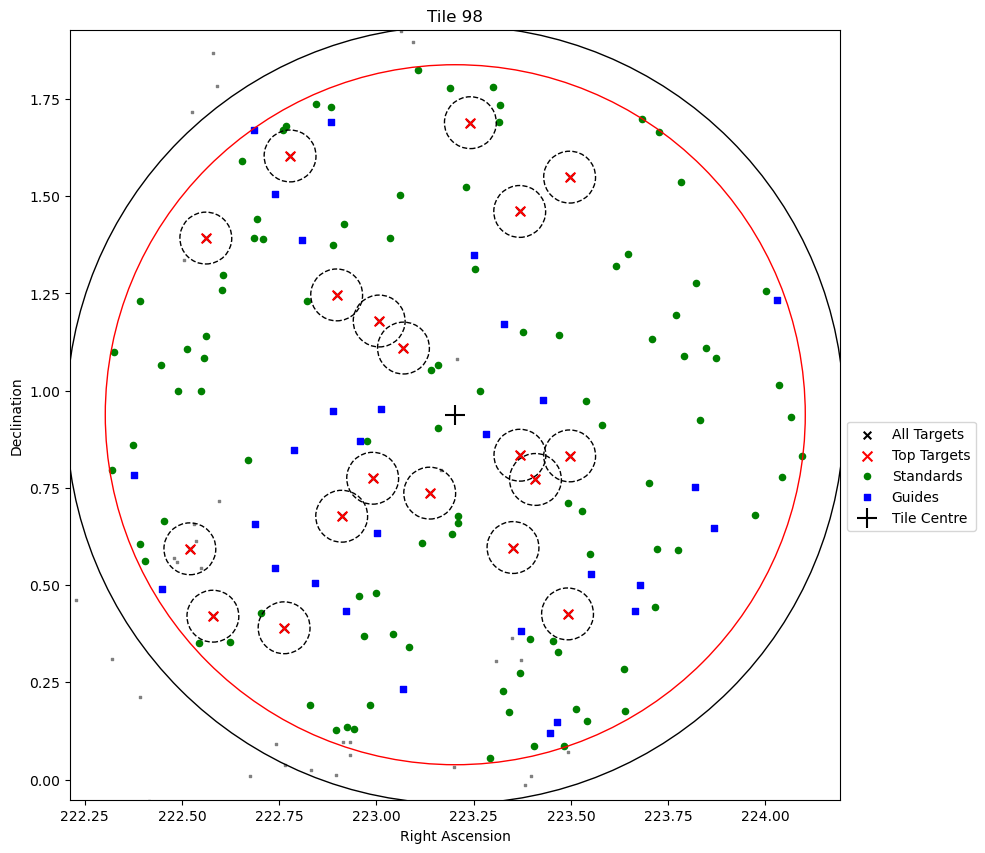 Tile 98
1.75
1.50
1.25
1.00
0.75
0.50
0.25
0.00
Declination
222.25 222.50 222.75 223.00 223.25 223.50 223.75 224.00
Right Ascension
All Targets
Top Targets
Standards
Guides
Tile Centre